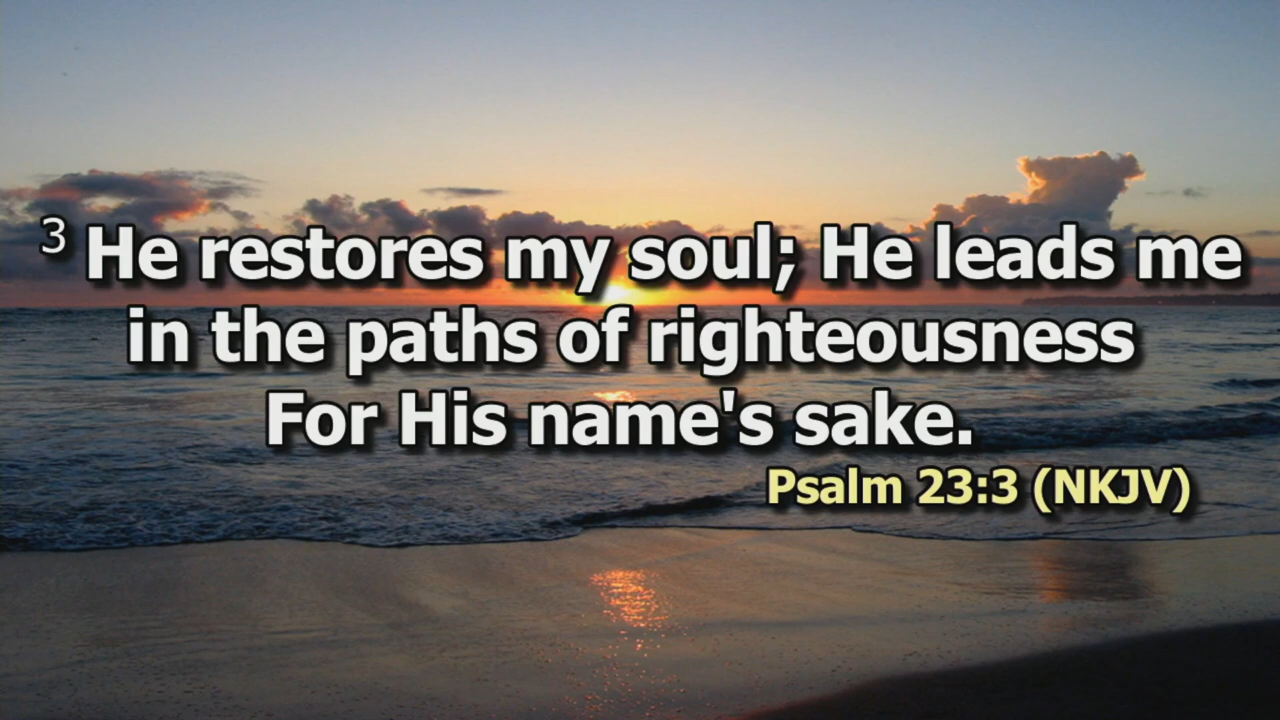 3 He restores my soul; He leads me
in the paths of righteousness
For His name's sake.
Psalm 23:3 (NKJV)